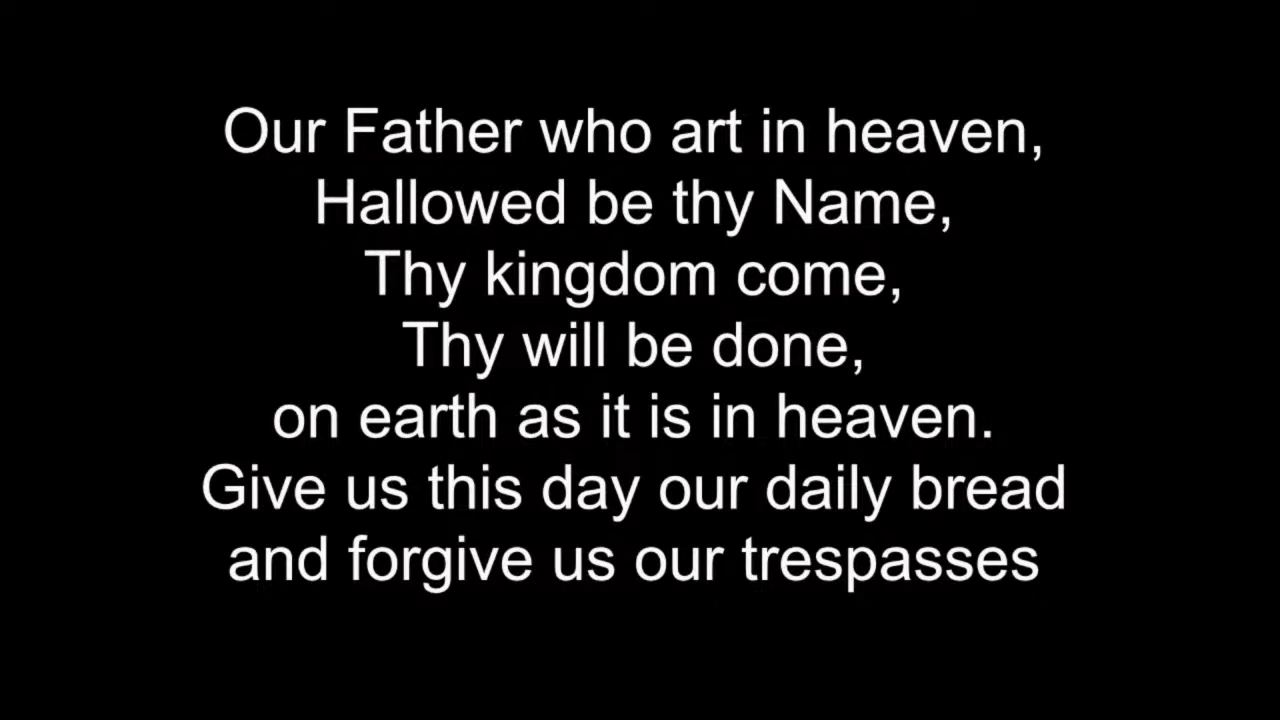 Our Father who art in heaven,
Hallowed be thy Name,
Thy kingdom come,
Thy will be done,
on earth as it is in heaven.
Give us this day our daily bread
and forgive us our trespasses